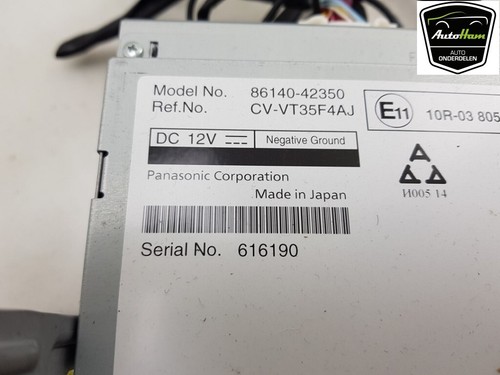 AutoHam
AUTO
ONDERDELEN
Model No. 86140-42350
Ref.No. CV-VT35F4AJ
E11 10R-03 805
DC 12V Negative Ground
Panasonic Corporation
Made in Japan
И005 14
Serial No. 616190